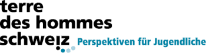 terre
des hommes
schweiz Perspektiven für Jugendliche